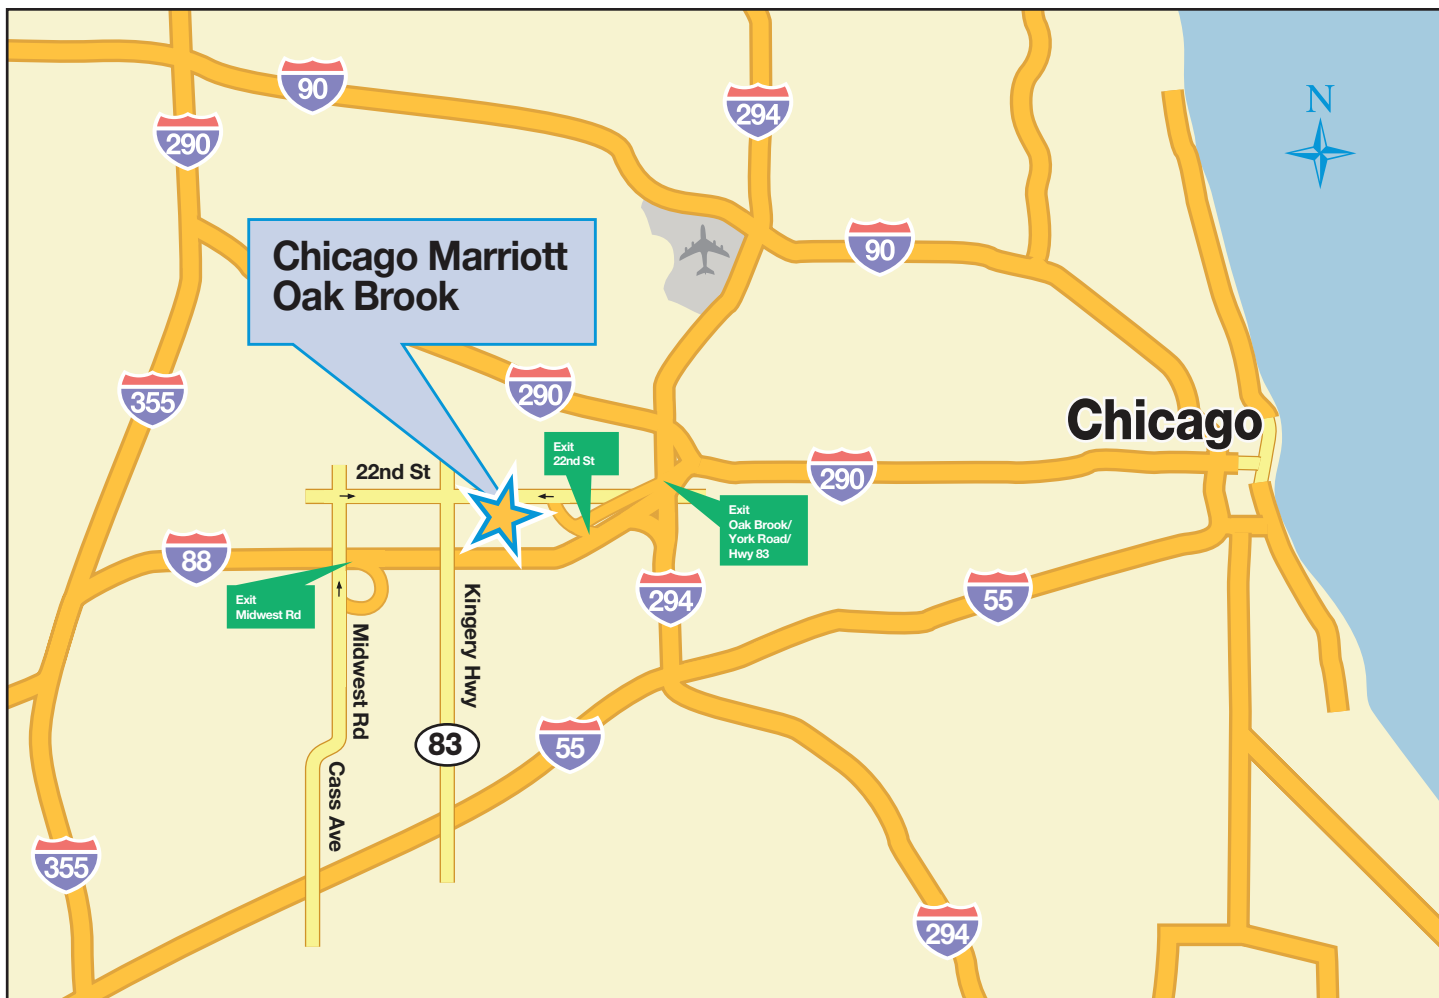 90
294
N
290
90
Chicago Marriott
Oak Brook
355
290
Chicago
Exit
22nd St
22nd St
290
Exit
Oak Brook/
York Road/
Hwy 83
88
Exit
Midwest Rd
294
55
Kingery Hwy
Midwest Rd
83
55
Cass Ave
355
294